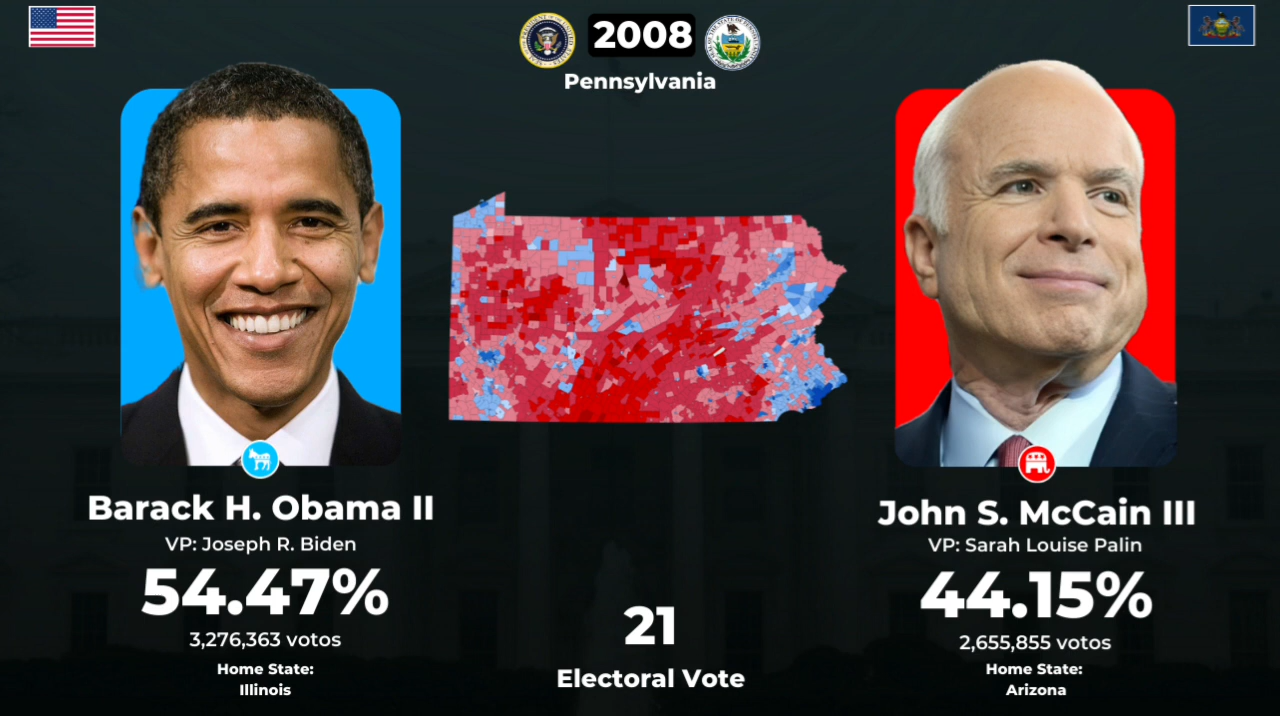 2008
Pennsylvania
Barack H. Obama II
VP: Joseph R. Biden
54.47%
3,276,363 votos
Home State:
Illinois
21
Electoral Vote
John S. McCain III
VP: Sarah Louise Palin
44.15%
2,655,855 votos
Home State:
Arizona